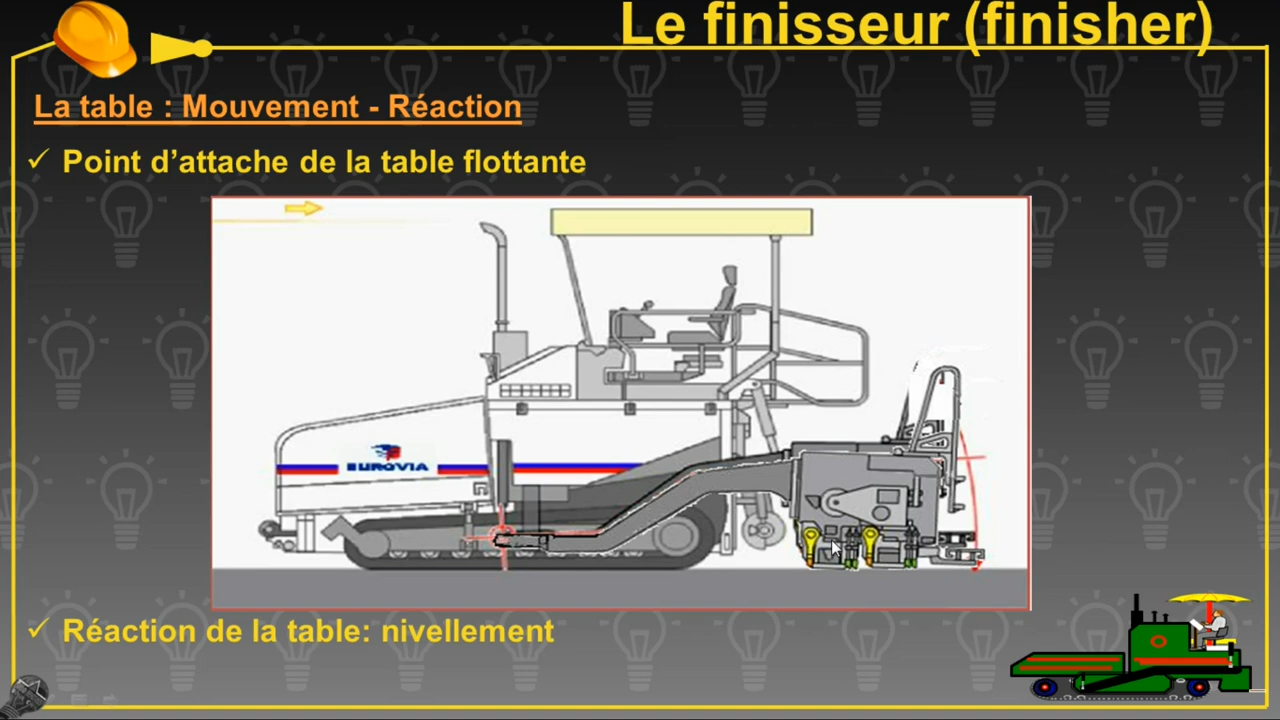 Le finisseur (finisher)
La table : Mouvement - Réaction
Point d’attache de la table flottante
EUROVIA
Réaction de la table: nivellement